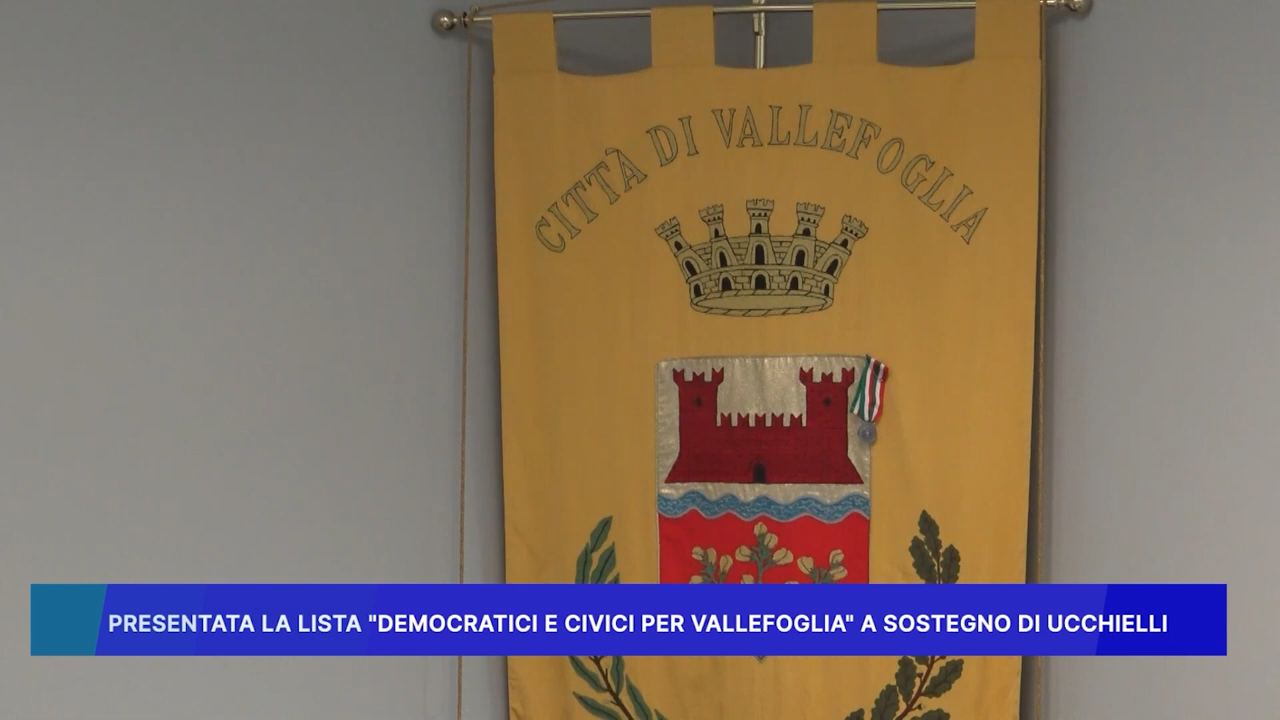 CITTÀ DI VALLEFOGLIA
PRESENTATA LA LISTA "DEMOCRATICI E CIVICI PER VALLEFOGLIA" A SOSTEGNO DI UCCHIELLI